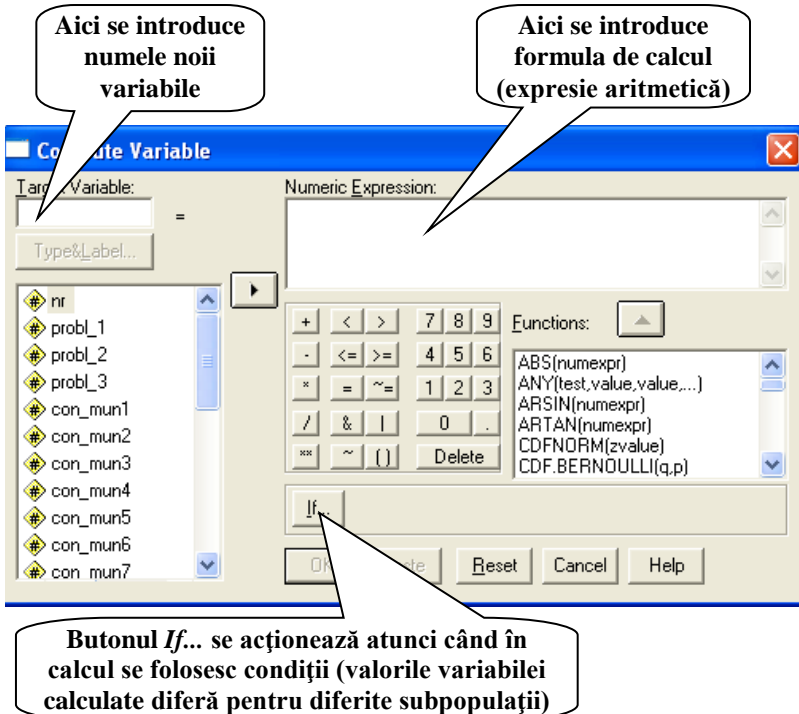 Aici se introduce
numele noii
variabile
Aici se introduce
formula de calcul
(expresie aritmetică)
Compute Variable
Target Variable:
=
Type&Label...
Numeric Expression:
nr
probl_1
probl_2
probl_3
con_mun1
con_mun2
con_mun3
con_mun4
con_mun5
con_mun6
con_mun7
+ < > 7 8 9
- <= >= 4 5 6
* = ~= 1 2 3
/ & | 0 .
** ~ () Delete
Functions:
ABS(numexpr)
ANY(test,value,value,...)
ARSIN(numexpr)
ARTAN(numexpr)
CDFNORM(zvalue)
CDF.BERNOULLI(q,p)
If...
OK Paste Reset Cancel Help
Butonul If... se acţionează atunci când în
calcul se folosesc condiţii (valorile variabilei
calculate diferă pentru diferite subpopulaţii)